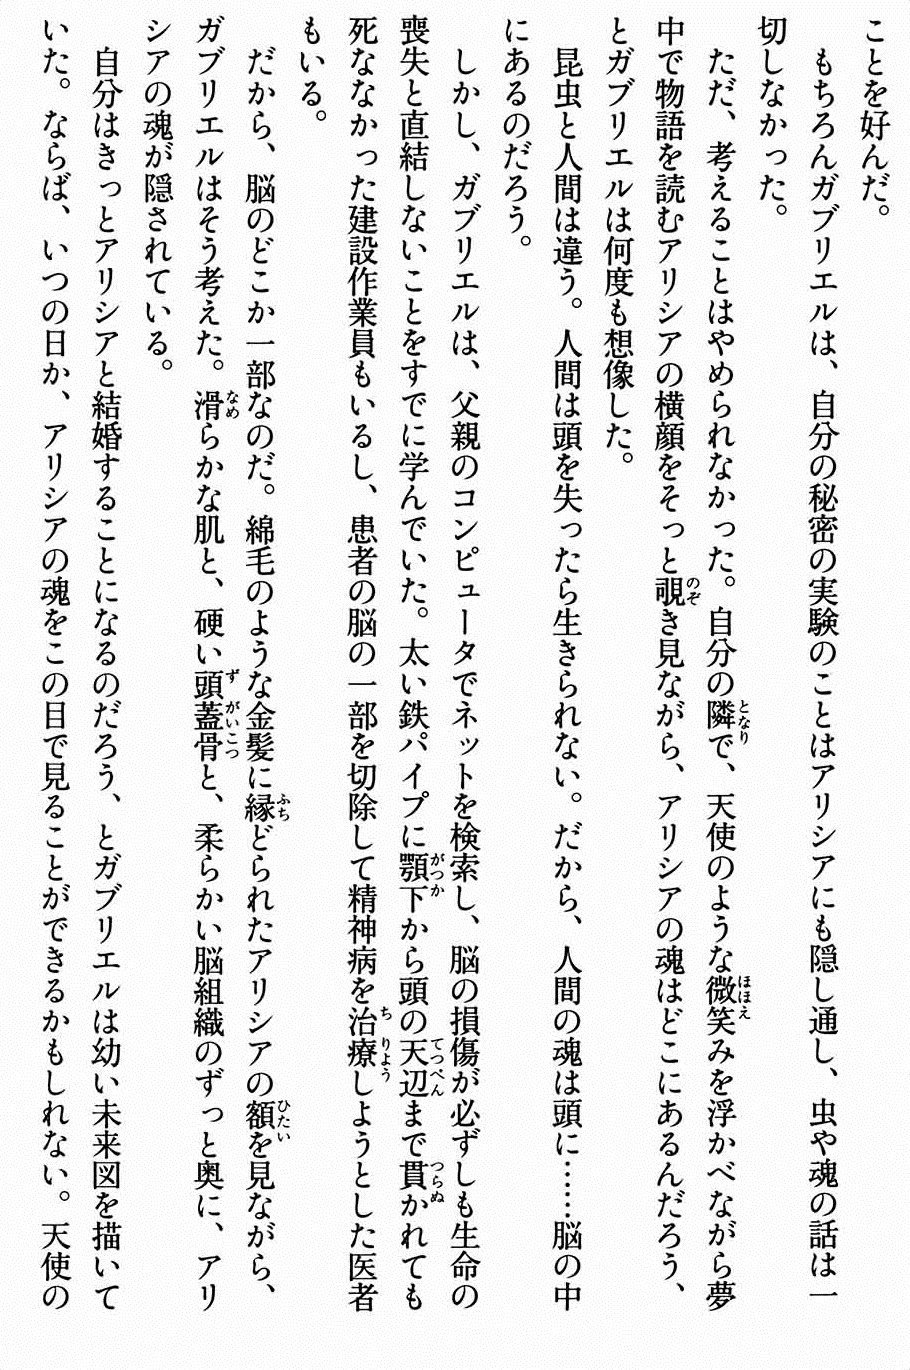 ことを好んだ。
もちろんガブリエルは、自分の秘密の実験のことはアリシアにも隠し通し、虫や魂の話は一
切しなかった。
ただ、考えることはやめられなかった。自分の隣で、天使のような微笑みを浮かべながら夢
中で物語を読むアリシアの横顔をそっと覗き見ながら、アリシアの魂はどこにあるんだろう、
とガブリエルは何度も想像した。
昆虫と人間は違う。人間は頭を失ったら生きられない。だから、人間の魂は頭に……脳の中
にあるのだろう。
しかし、ガブリエルは、父親のコンピュータでネットを検索し、脳の損傷が必ずしも生命の
喪失と直結しないことをすでに学んでいた。太い鉄パイプに顎下から頭の天辺まで貫かれても
死ななかった建設作業員もいるし、患者の脳の一部を切除して精神病を治療しようとした医者
もいる。
だから、脳のどこか一部なのだ。綿毛のような金髪に縁どられたアリシアの額を見ながら、
ガブリエルはそう考えた。滑らかな肌と、硬い頭蓋骨と、柔らかい脳組織のずっと奥に、アリ
シアの魂が隠されている。
自分はきっとアリシアと結婚することになるのだろう、とガブリエルは幼い未来図を描いて
いた。ならば、いつの日か、アリシアの魂をこの目で見ることができるかもしれない。天使の